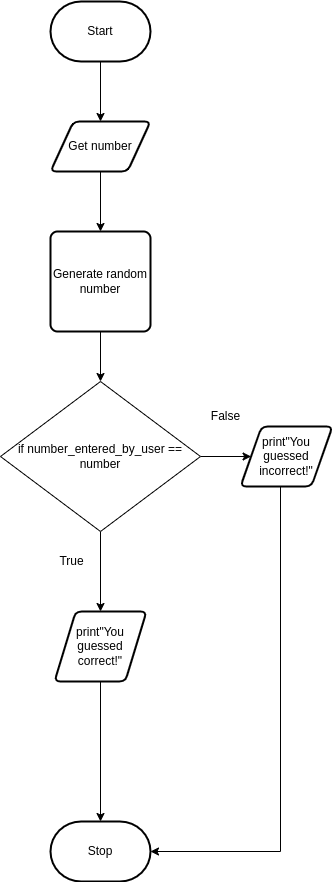 Start
Get number
Generate random
number
if number_entered_by_user ==
number
False
print"You
guessed
incorrect!"
True
print"You
guessed
correct!"
Stop